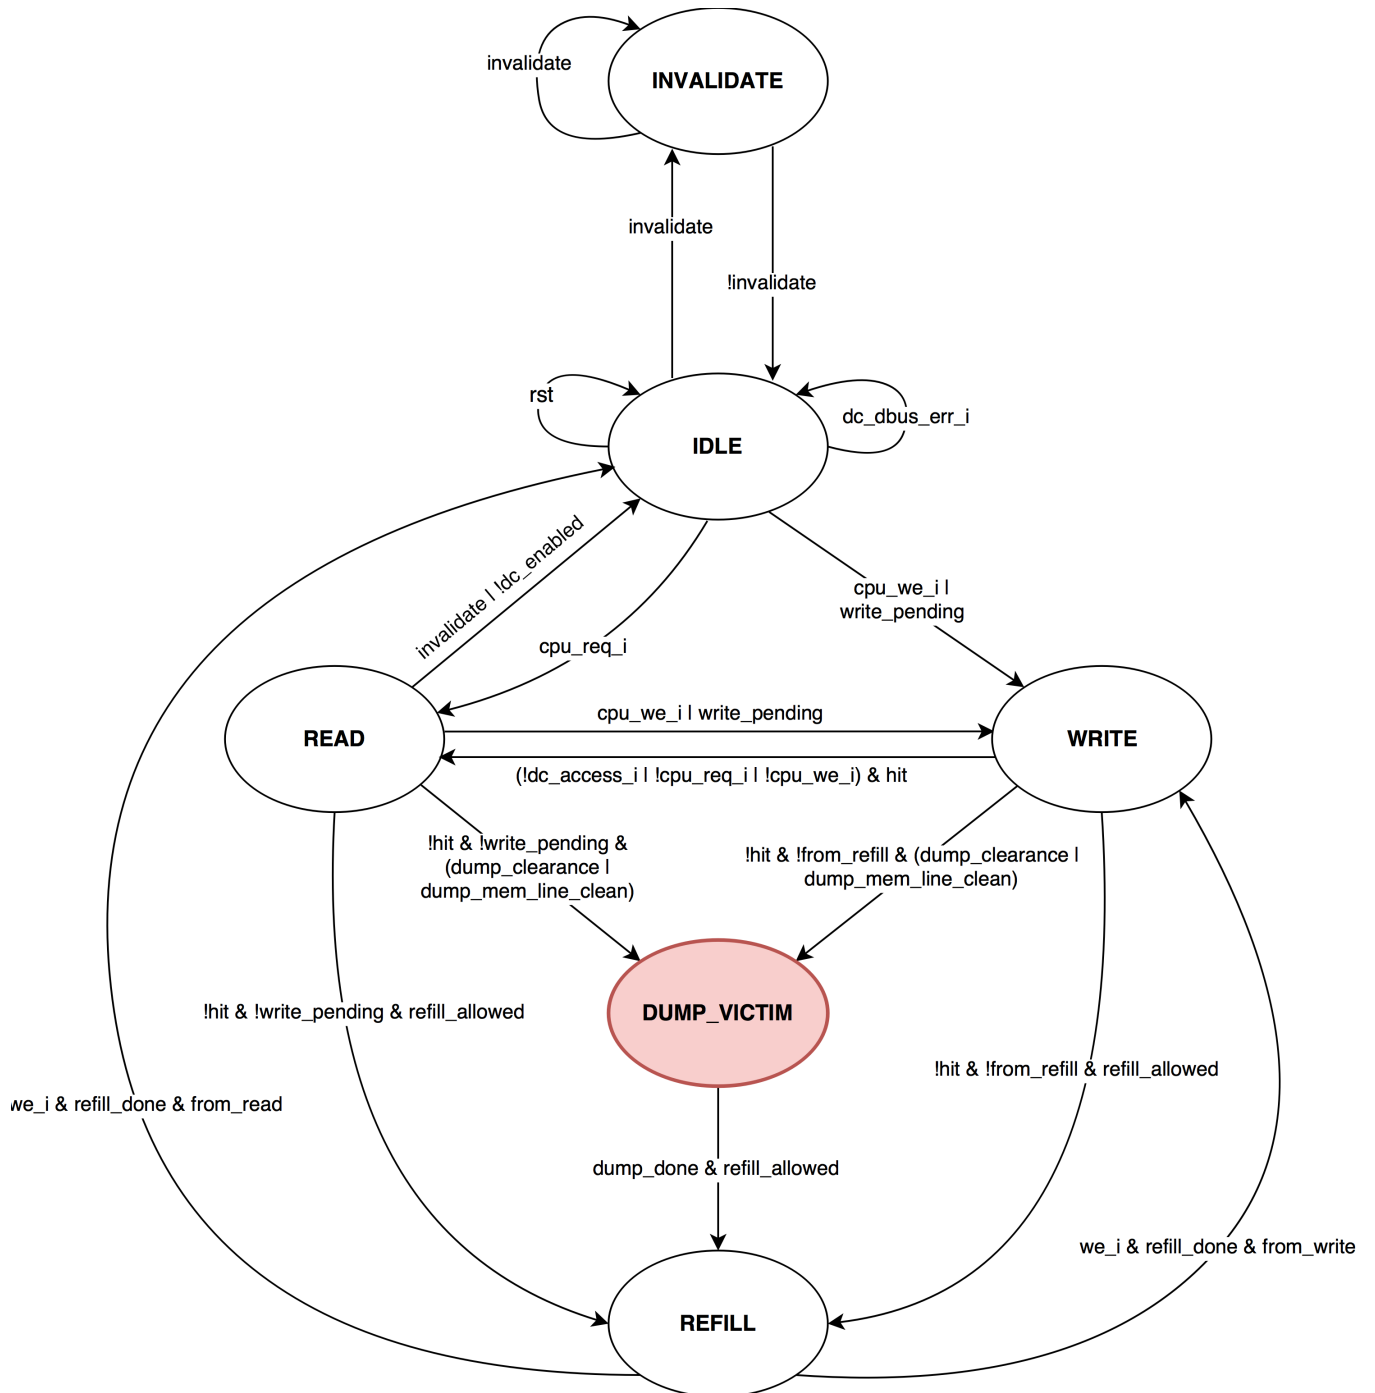 invalidate
INVALIDATE
invalidate
!invalidate
rst
dc_dbus_err_i
IDLE
invalidate | !dc_enabled
cpu_we_i |
write_pending
cpu_req_i
cpu_we_i | write_pending
READ
WRITE
(!dc_access_i | !cpu_req_i | !cpu_we_i) & hit
!hit & !write_pending &
(dump_clearance |
dump_mem_line_clean)
!hit & !from_refill & (dump_clearance |
dump_mem_line_clean)
!hit & !write_pending & refill_allowed
DUMP_VICTIM
!hit & !from_refill & refill_allowed
we_i & refill_done & from_read
dump_done & refill_allowed
we_i & refill_done & from_write
REFILL